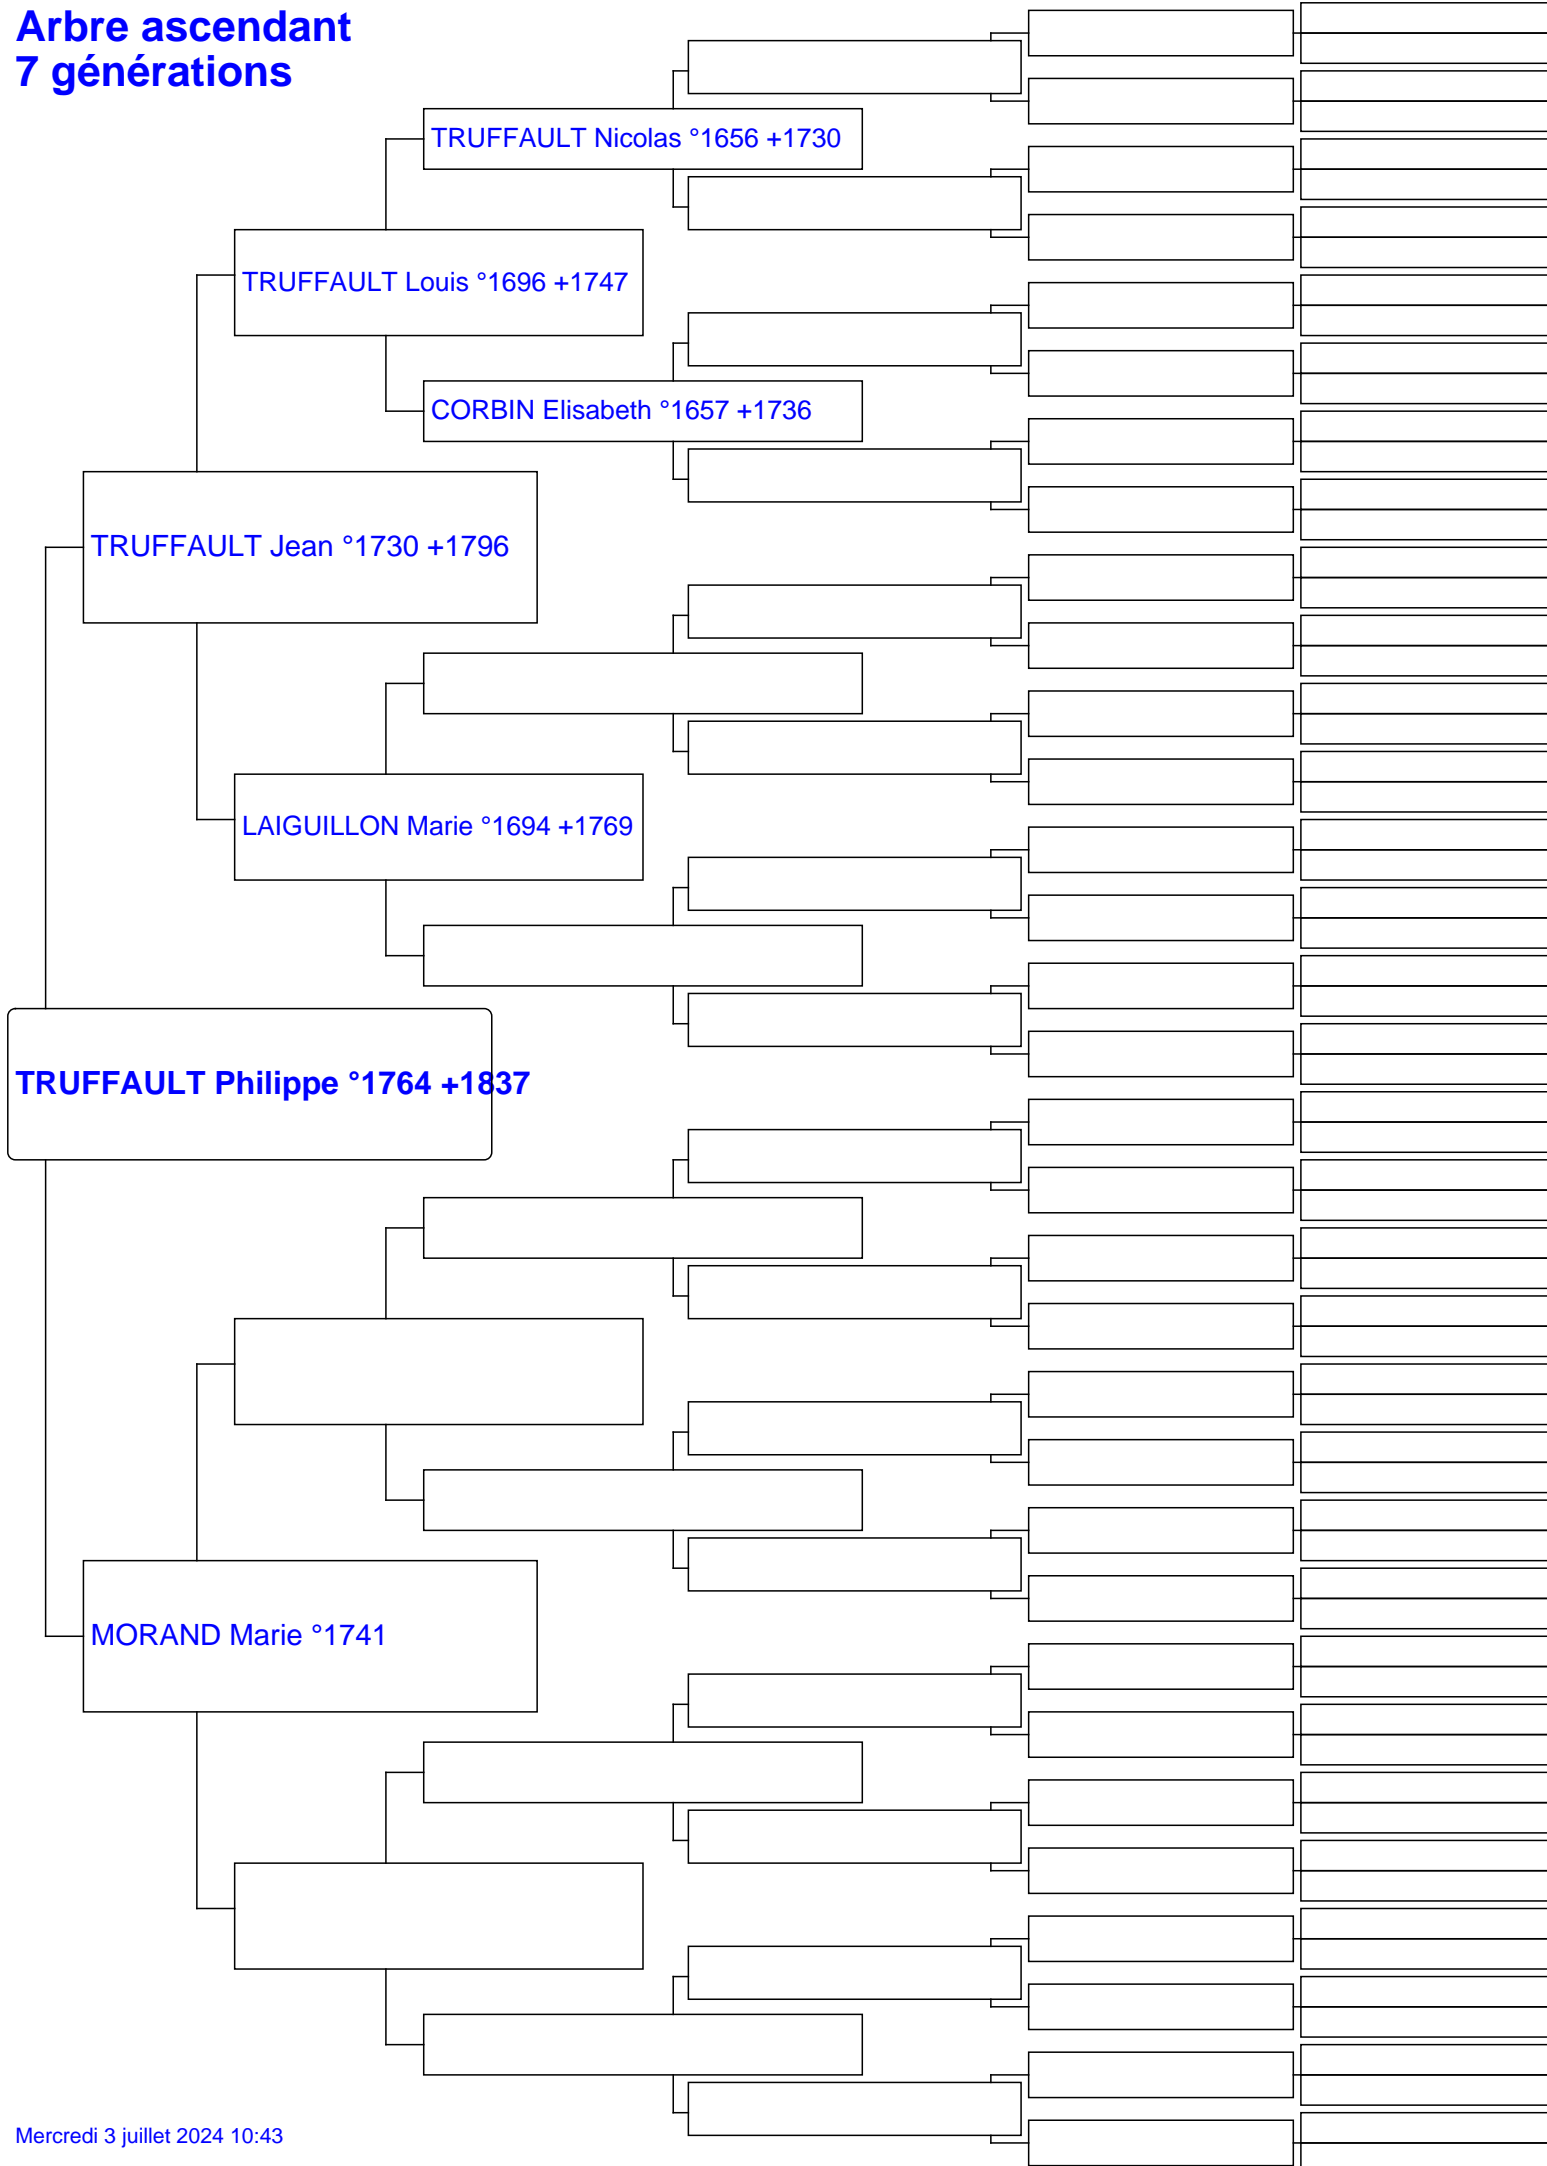 Arbre ascendant
7 générations
TRUFFAULT Nicolas °1656 +1730
TRUFFAULT Louis °1696 +1747
CORBIN Elisabeth °1657 +1736
TRUFFAULT Jean °1730 +1796
LAIGUILLON Marie °1694 +1769
TRUFFAULT Philippe °1764 +1837
MORAND Marie °1741
Mercredi 3 juillet 2024 10:43